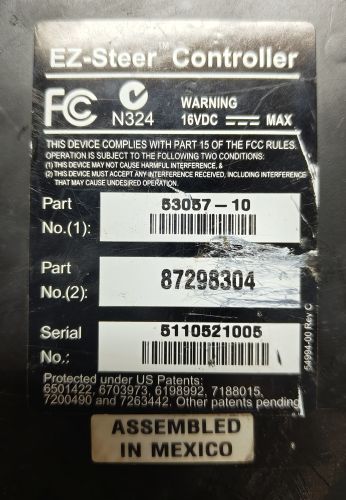 EZ-Steer™ Controller
FC N324 WARNING
16VDC MAX
THIS DEVICE COMPLIES WITH PART 15 OF THE FCC RULES.
OPERATION IS SUBJECT TO THE FOLLOWING TWO CONDITIONS:
(1) THIS DEVICE MAY NOT CAUSE HARMFUL INTERFERENCE, &
(2) THIS DEVICE MUST ACCEPT ANY INTERFERENCE RECEIVED, INCLUDING INTERFERENCE
THAT MAY CAUSE UNDESIRED OPERATION.
Part 53057-10
No.(1):
Part 87298304
No.(2):
Serial 5110521005
No.:
54994-00 Rev C
Protected under US Patents:
6501422, 6703973, 6198992, 7188015,
7200490 and 7263442. Other patents pending
ASSEMBLED
IN MEXICO